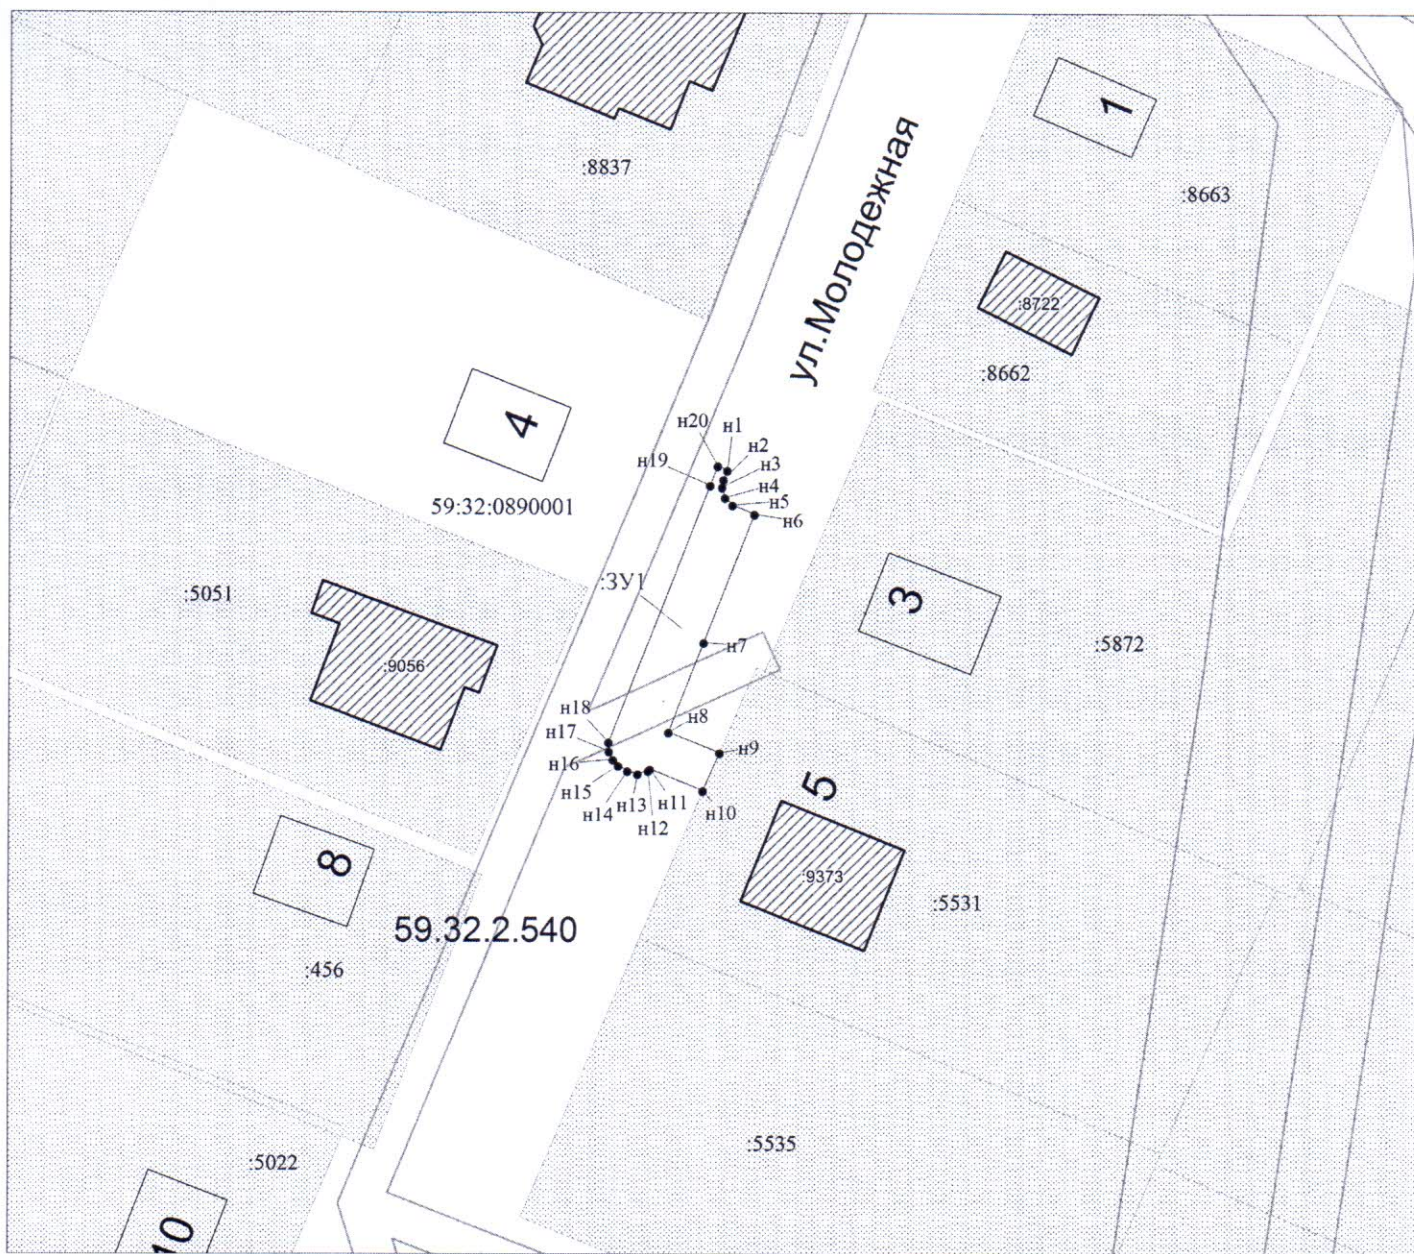 1
:8837
ул.Молодежная
:8663
:8722
:8662
4
н20
н1
н2
н19
н3
н4
н5
н6
59:32:0890001
:ЗУ1
:5051
3
:9056
н7
:5872
н18
н8
н17
н9
н16
н15
н11
н14
н13
н12
н10
5
8
:9373
:5531
59.32.2.540
:456
:5535
:5022
10